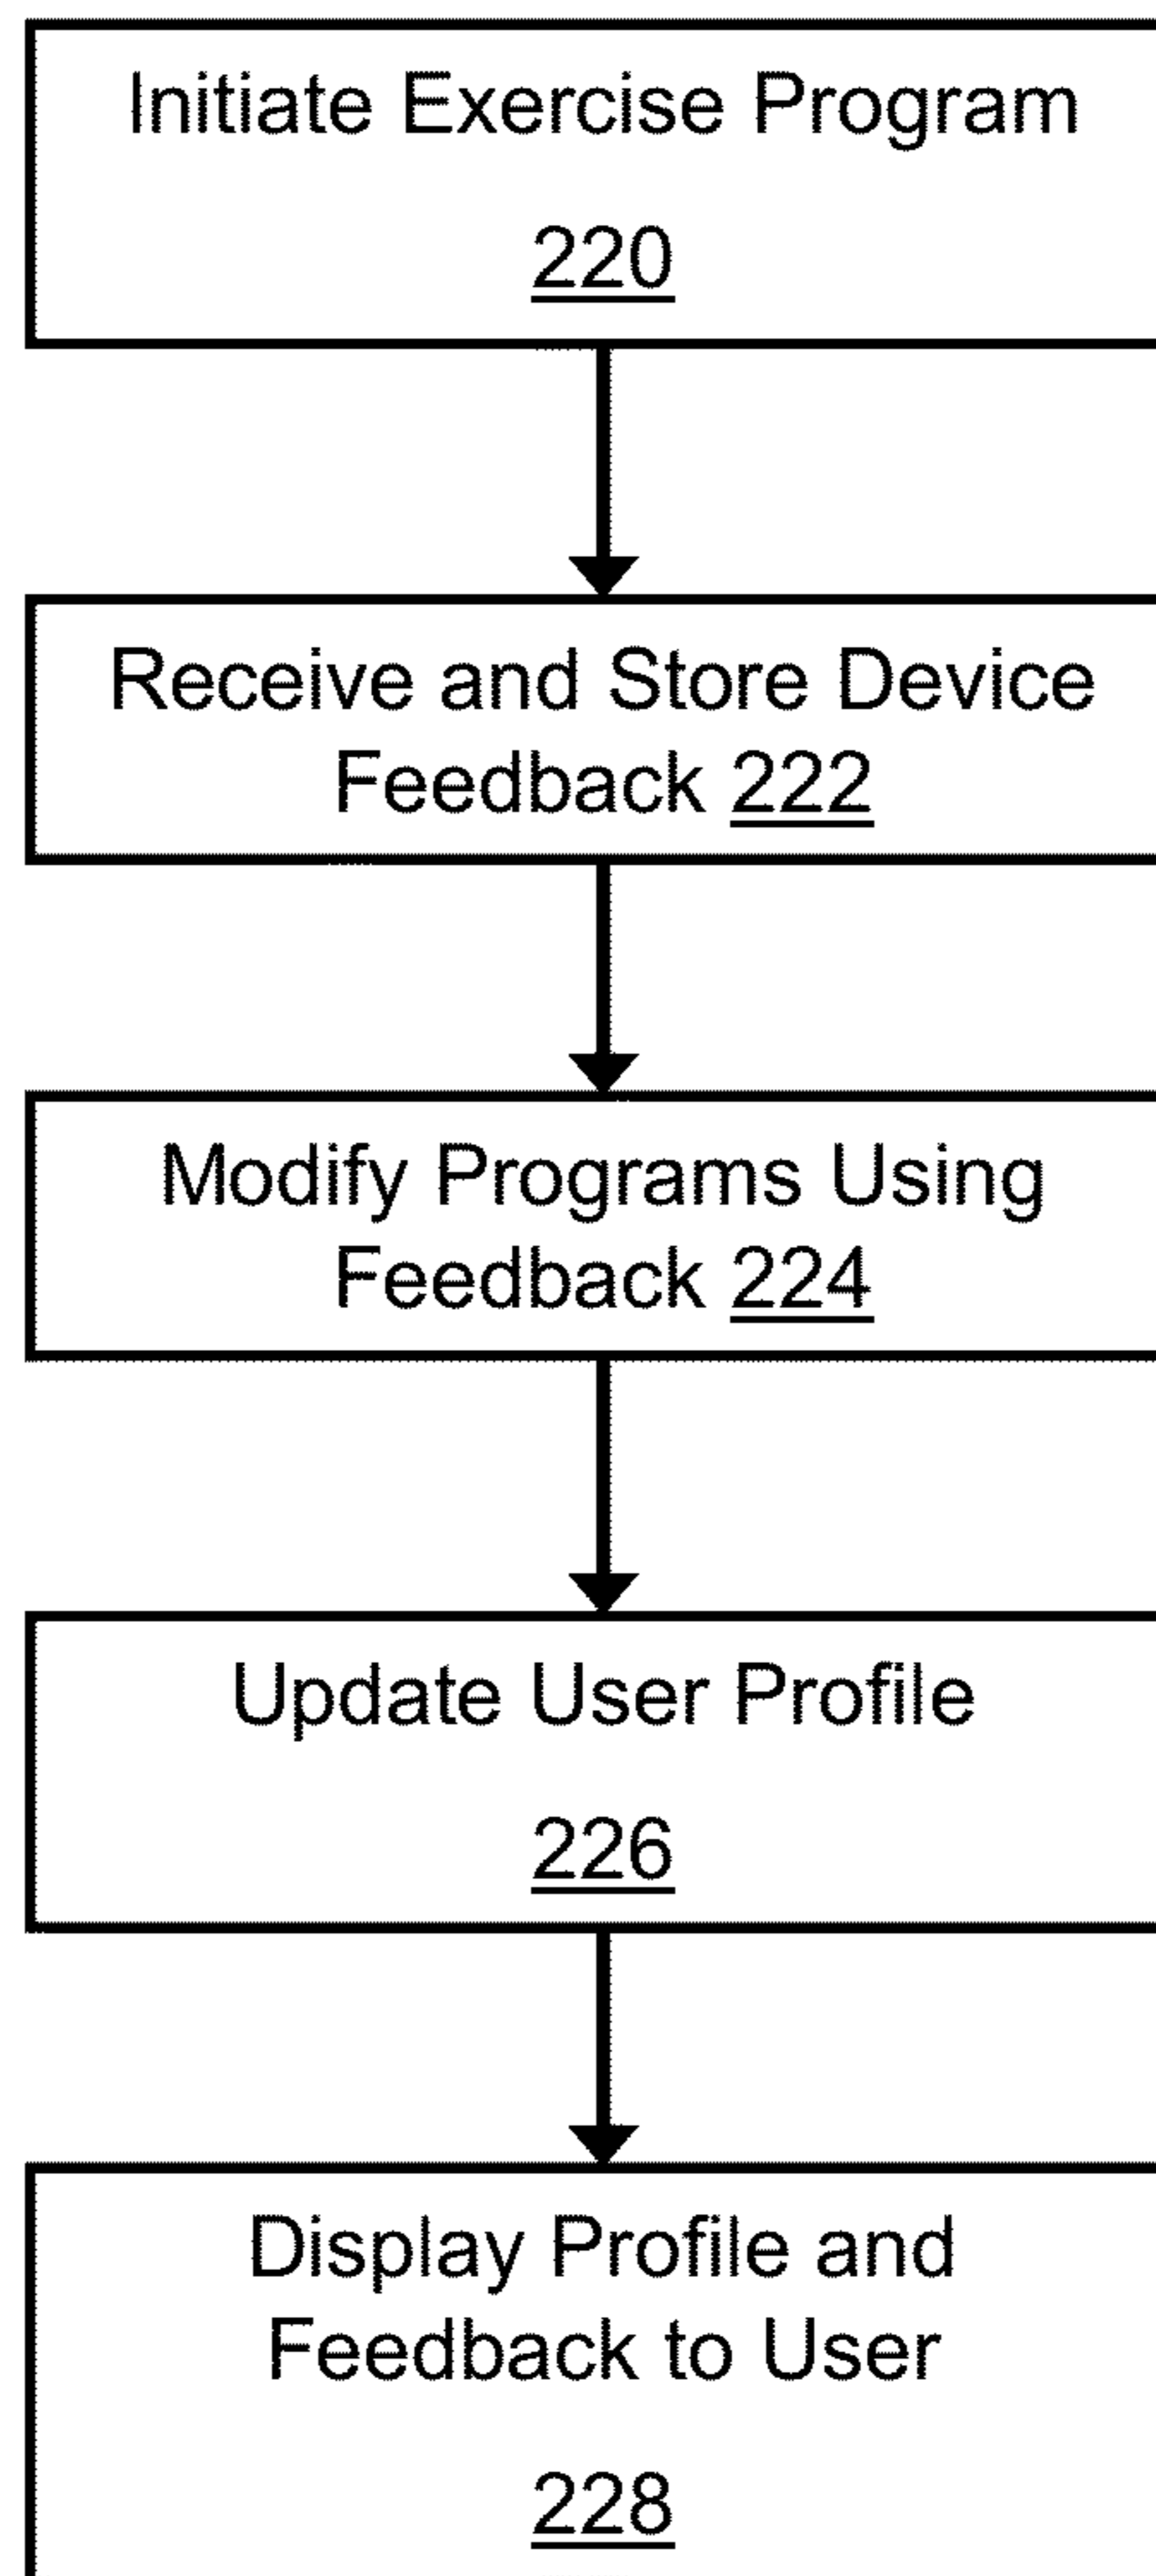 Initiate Exercise Program
220
Receive and Store Device
Feedback 222
Modify Programs Using
Feedback 224
Update User Profile
226
Display Profile and
Feedback to User
228